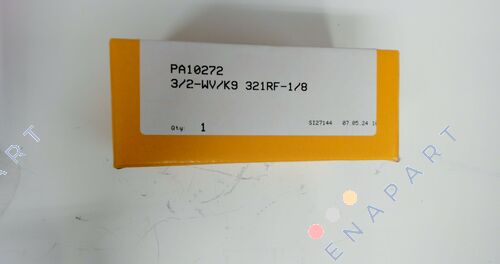 PA10272
3/2-WV/K9 321RF-1/8
Qty: 1
SI27144 07.05.24
ENAPART